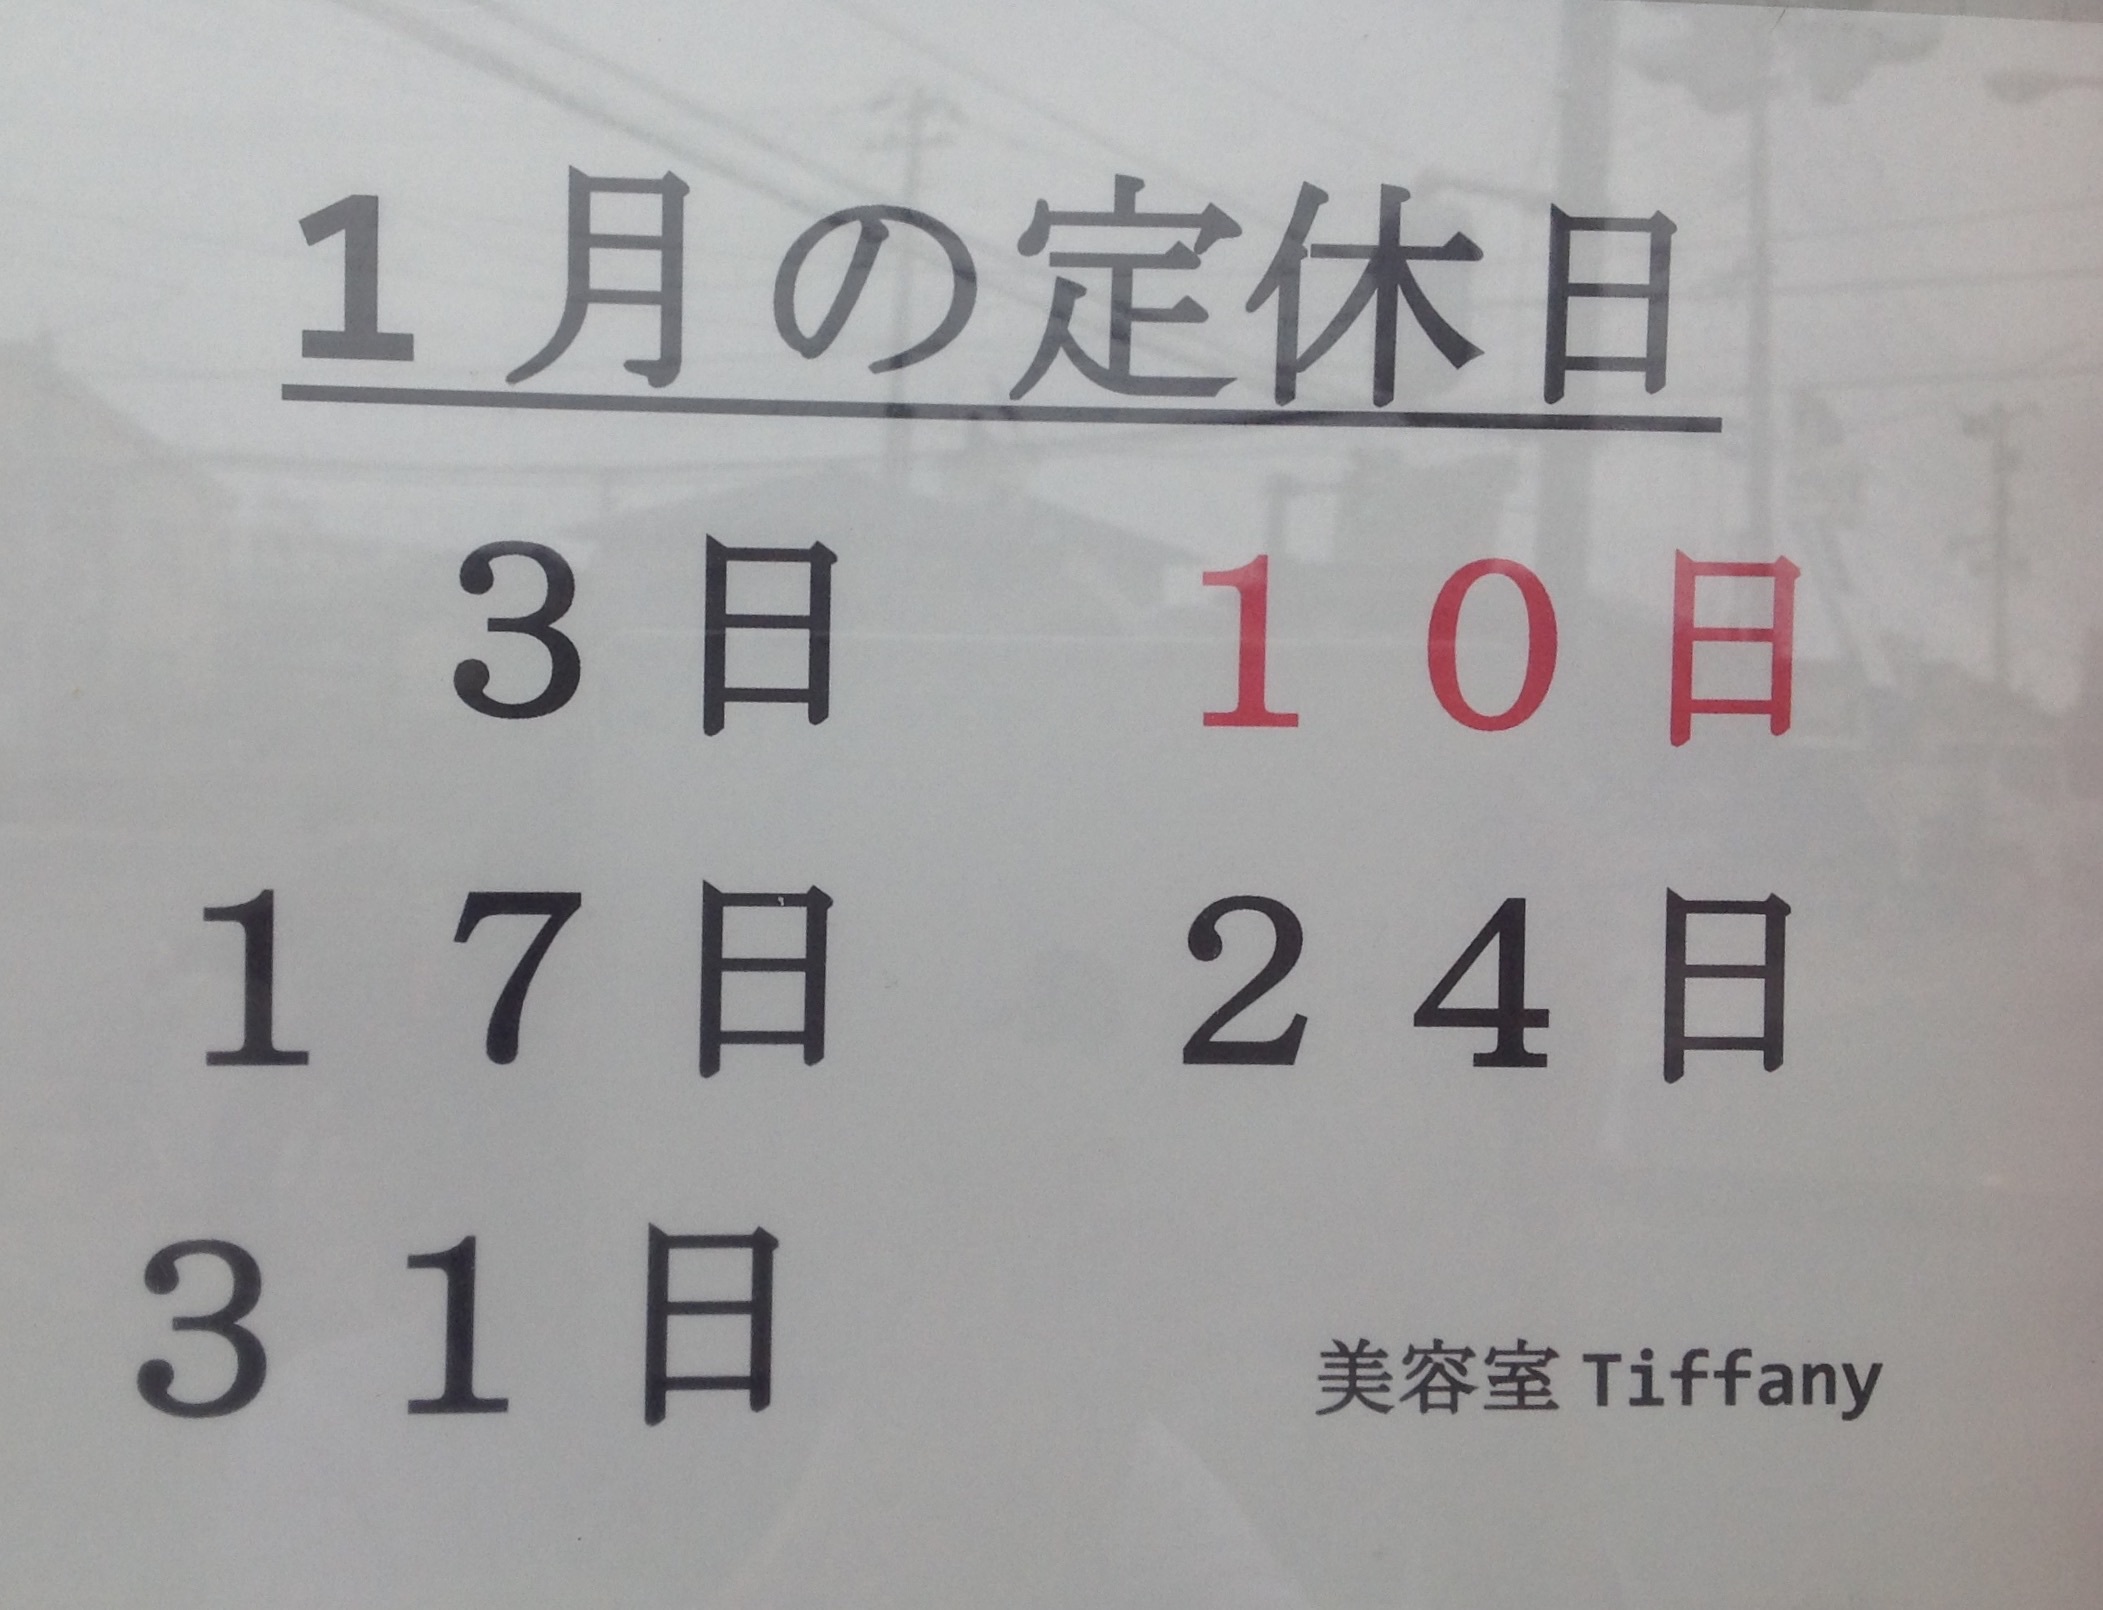 1月の定休日
3日　10日
17日　24日
31日
美容室 Tiffany